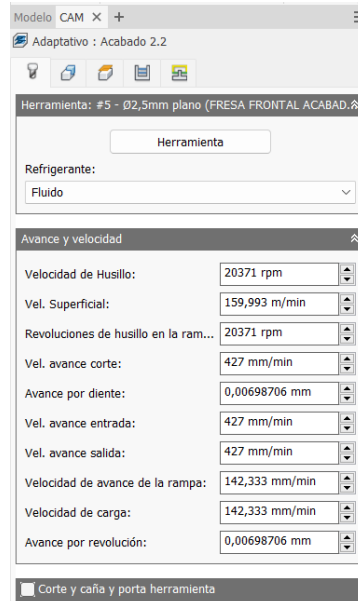 Modelo CAM × +
Adaptativo : Acabado 2.2
Herramienta: #5 - Ø2,5mm plano (FRESA FRONTAL ACABAD.
Herramienta
Refrigerante:
Fluido
Avance y velocidad
Velocidad de Husillo: 20371 rpm
Vel. Superficial: 159,993 m/min
Revoluciones de husillo en la ram... 20371 rpm
Vel. avance corte: 427 mm/min
Avance por diente: 0,00698706 mm
Vel. avance entrada: 427 mm/min
Vel. avance salida: 427 mm/min
Velocidad de avance de la rampa: 142,333 mm/min
Velocidad de carga: 142,333 mm/min
Avance por revolución: 0,00698706 mm
Corte y caña y porta herramienta